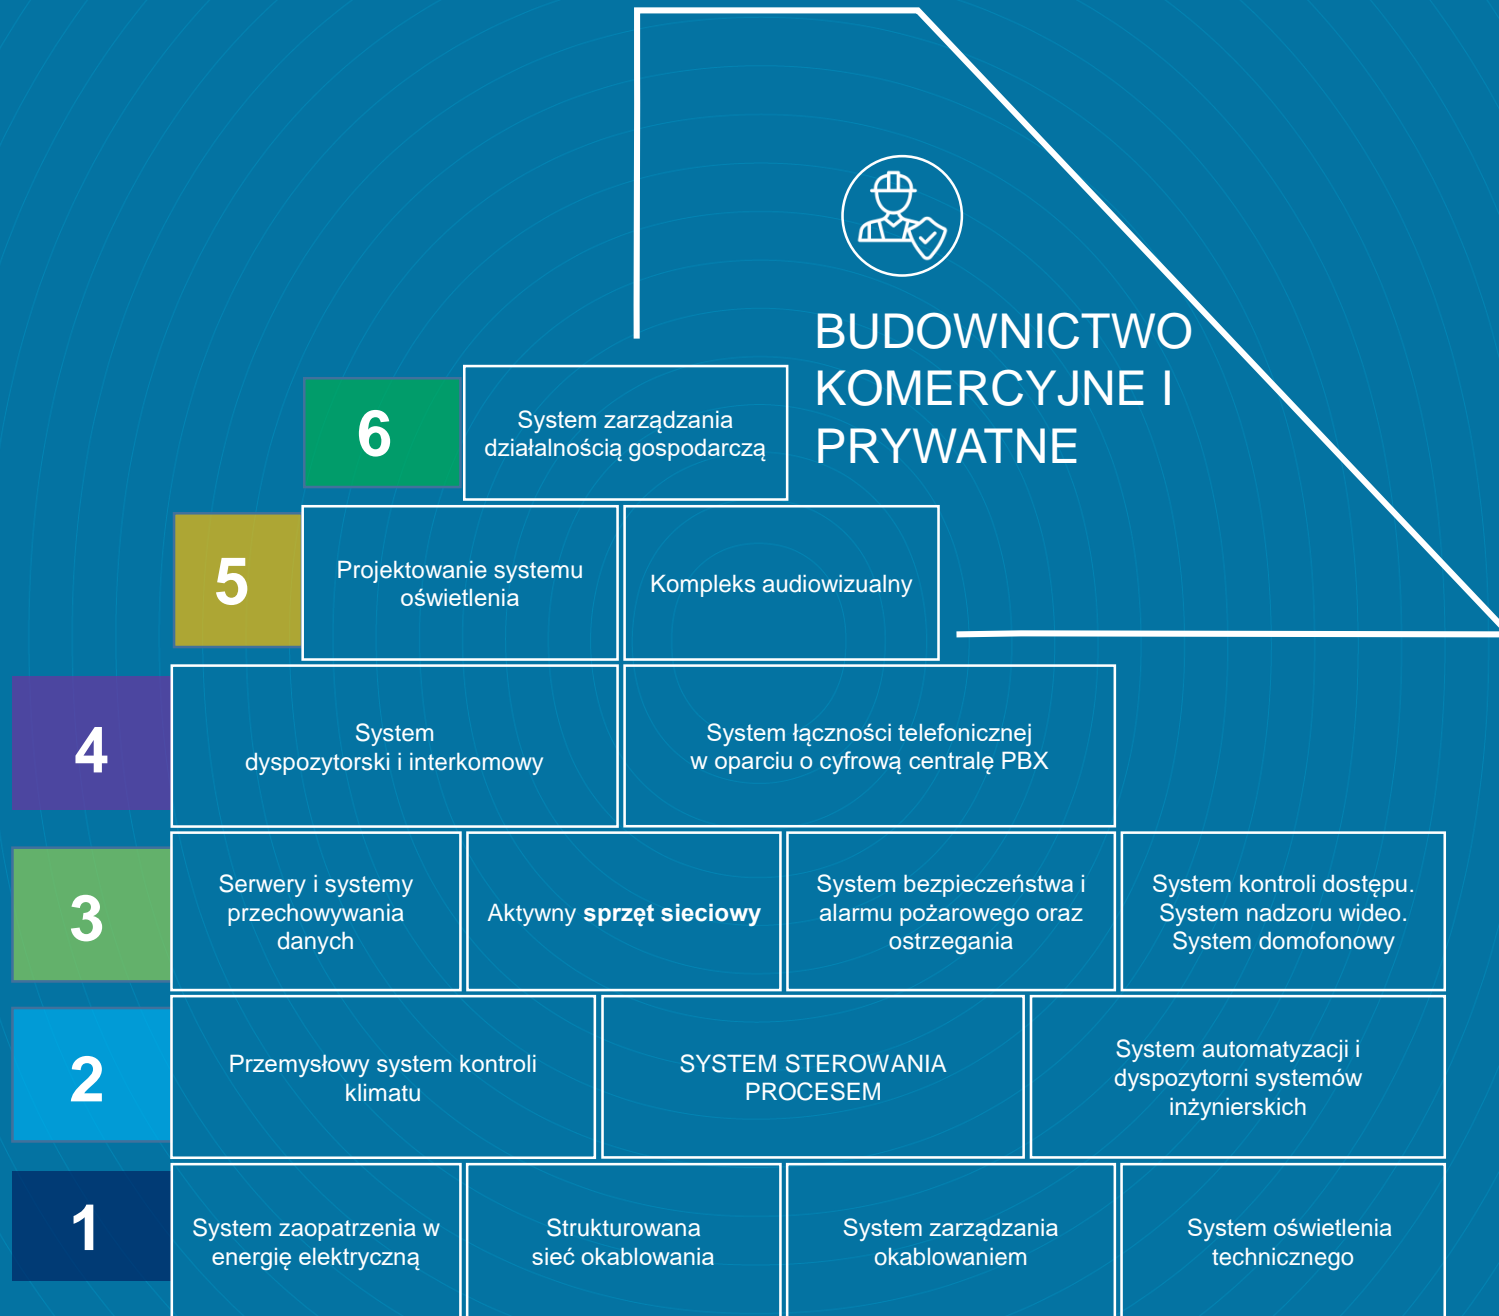 BUDOWNICTWO
KOMERCYJNE I
PRYWATNE
6
System zarządzania
działalnością gospodarczą
5
Projektowanie systemu
oświetlenia
Kompleks audiowizualny
4
System
dyspozytorski i interkomowy
System łączności telefonicznej
w oparciu o cyfrową centralę PBX
3
Serwery i systemy
przechowywania
danych
Aktywny sprzęt sieciowy
System bezpieczeństwa i
alarmu pożarowego oraz
ostrzegania
System kontroli dostępu.
System nadzoru wideo.
System domofonowy
2
Przemysłowy system kontroli
klimatu
SYSTEM STEROWANIA
PROCESEM
System automatyzacji i
dyspozytorni systemów
inżynierskich
1
System zaopatrzenia w
energię elektryczną
Strukturowana
sieć okablowania
System zarządzania
okablowaniem
System oświetlenia
technicznego